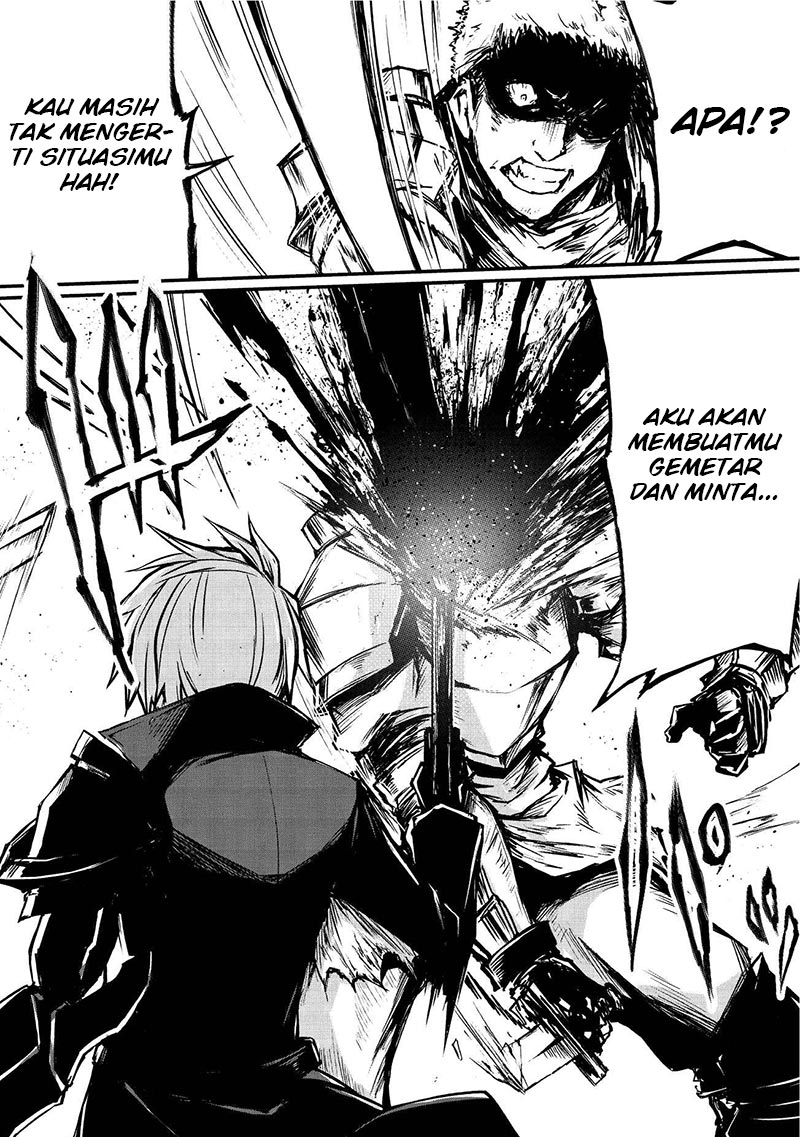 APA!?
KAU MASIH
TAK MENGER-
TI SITUASIMU
HAH!
AKU AKAN
MEMBUATMU
GEMETAR
DAN MINTA...